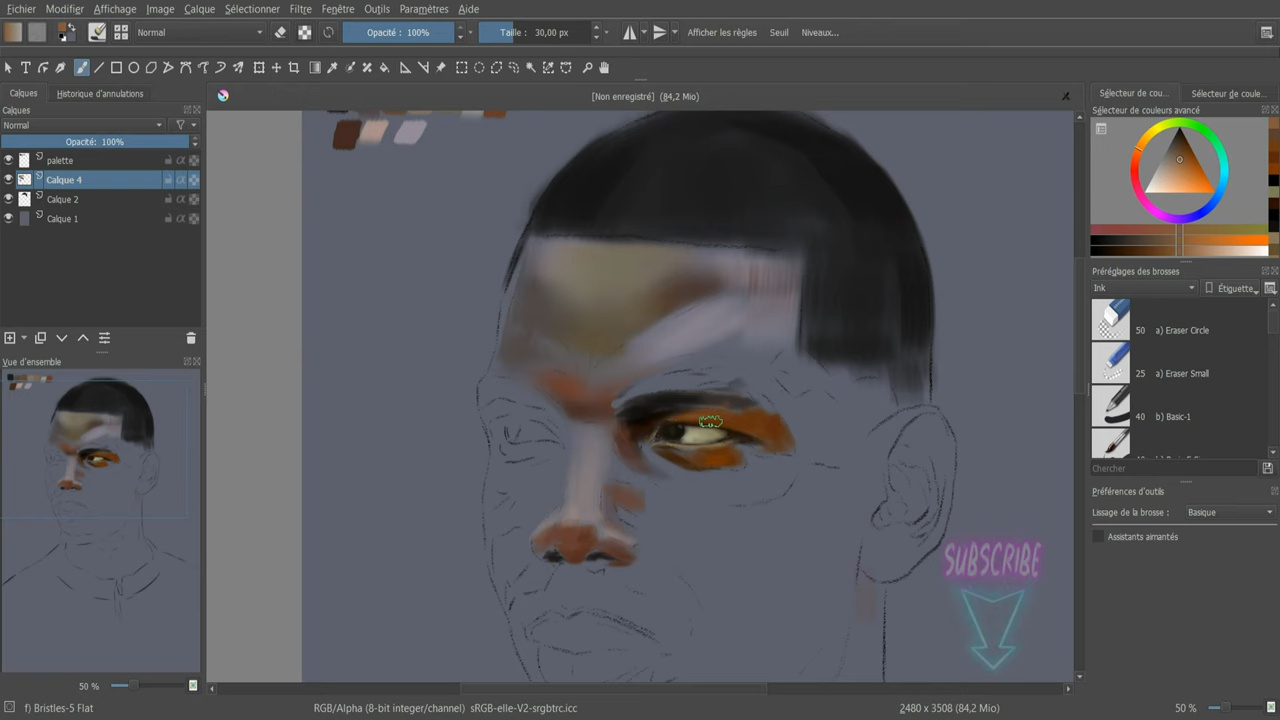 Fichier Modifier Affichage Image Calque Sélectionner Filtre Fenêtre Outils Paramètres Aide
Normal Opacité : 100% Taille : 30,00 px Afficher les règles Seuil Niveaux...
Calques Historique d'annulations
[Non enregistré] (84,2 Mio)
Sélecteur de cou... Sélecteur de coule...
Calques
Sélecteur de couleurs avancé
Normal
Opacité: 100%
palette
Calque 4
Calque 2
Calque 1
Préréglages des brosses
Ink Étiquette
50 a) Eraser Circle
25 a) Eraser Small
40 b) Basic-1
Vue d'ensemble
Chercher
Préférences d'outils
Lissage de la brosse : Basique
Assistants aimantés
SUBSCRIBE
50 %
f) Bristles-5 Flat
RGB/Alpha (8-bit integer/channel) sRGB-elle-V2-srgbtrc.icc
2480 x 3508 (84,2 Mio)
50 %